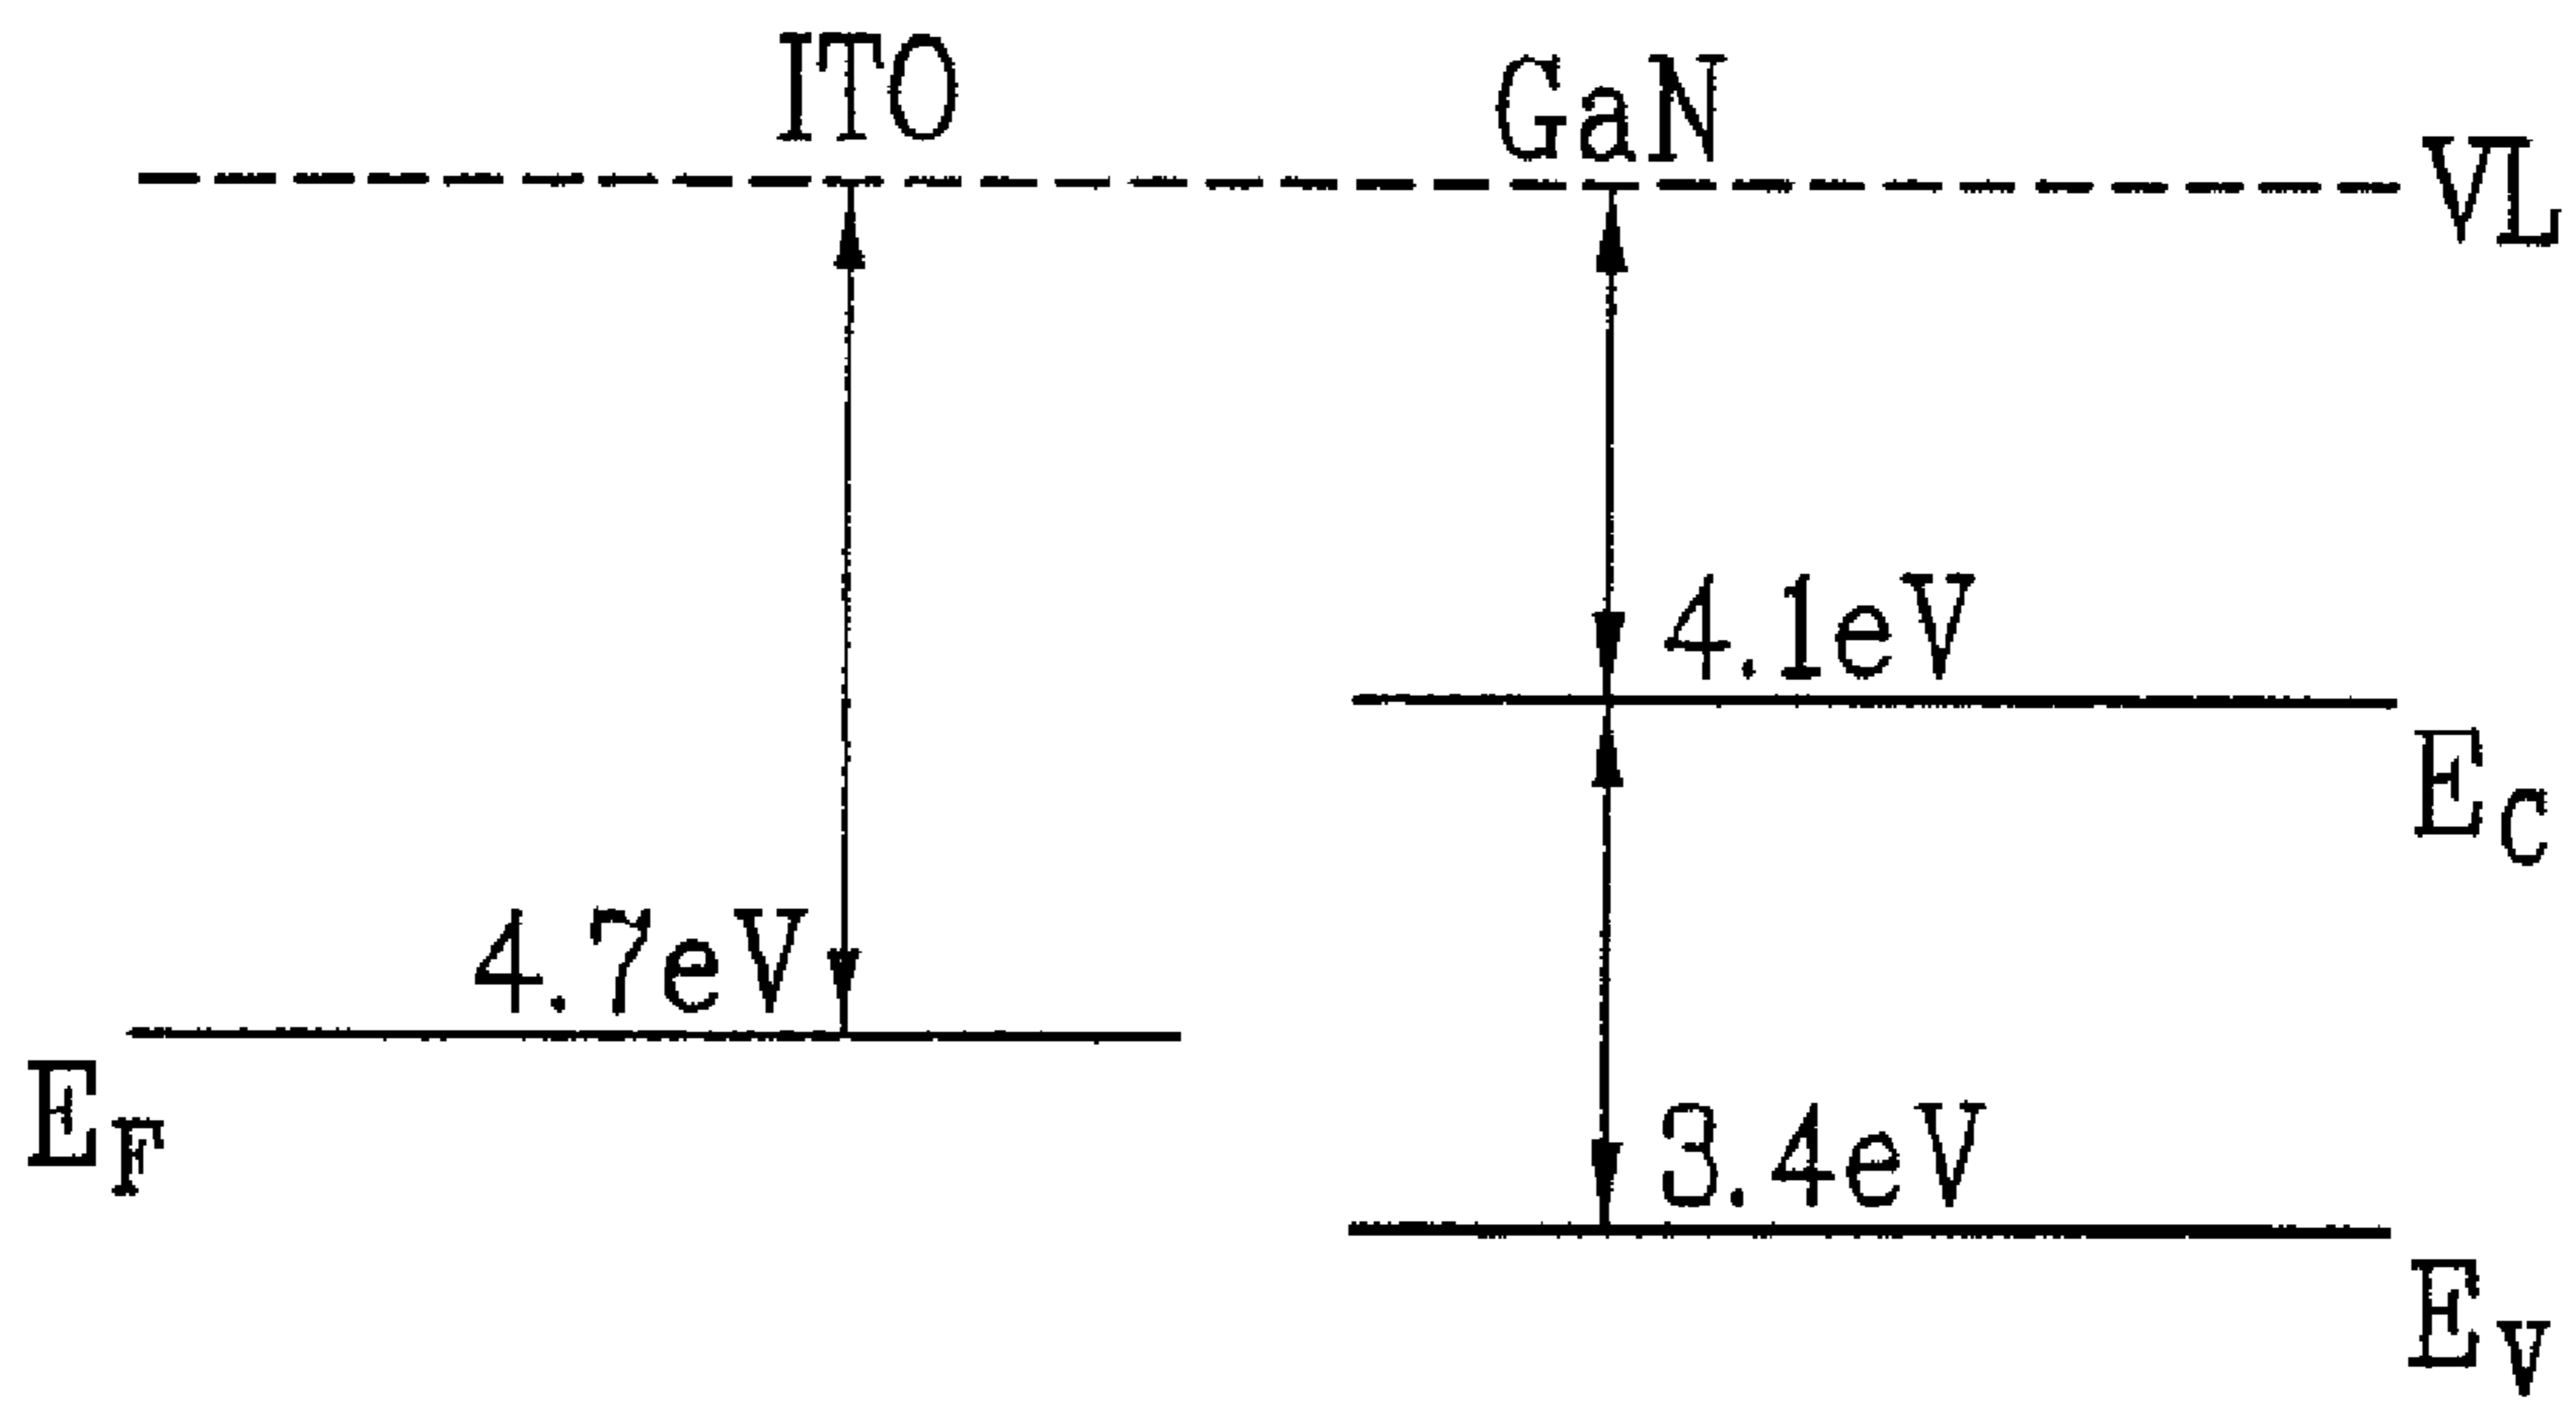 ITO
GaN
VL
4.1eV
E_C
4.7eV
E_F
3.4eV
E_V